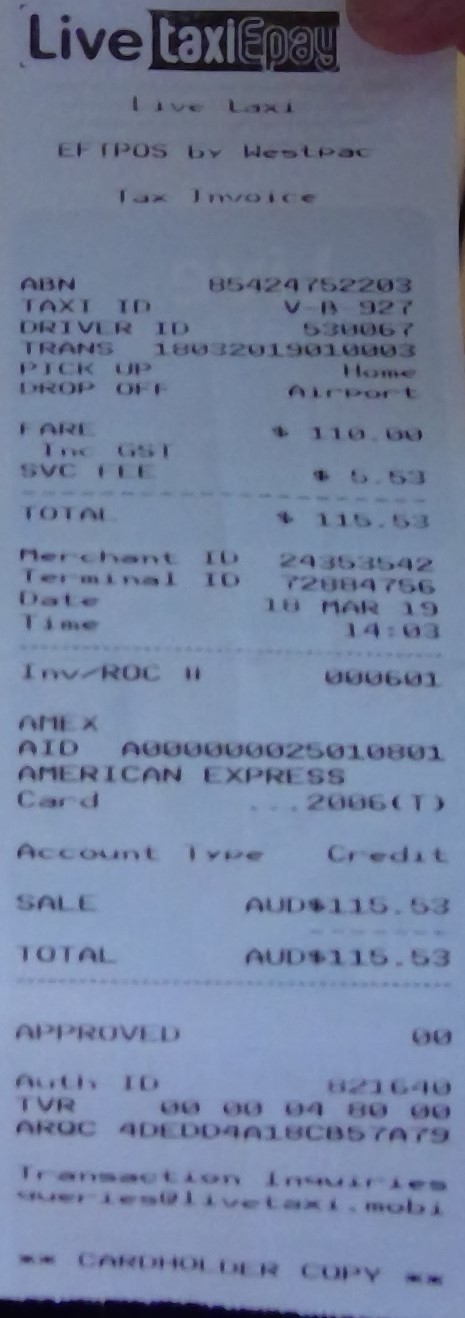 Live taxiEpay
Live taxi
EFTPOS by Westpac
Tax Invoice
ABN 85424752203
TAXI ID V-B-927
DRIVER ID 530067
TRANS 18032019010003
PICK UP Home
DROP OFF Airport
FARE $ 110.00
Inc GST
SVC FEE $ 5.53
TOTAL $ 115.53
Merchant ID 24353542
Terminal ID 72884756
Date 18 MAR 19
Time 14:03
Inv/ROC # 000601
AMEX
AID A000000025010801
AMERICAN EXPRESS
Card ...2006(T)
Account Type Credit
SALE AUD$115.53
TOTAL AUD$115.53
APPROVED 00
Auth ID 821640
TVR 00 00 04 80 00
ARQC 4DEDD4A18CB57A79
Transaction Inquiries
queries@livetaxi.mobi
** CARDHOLDER COPY **